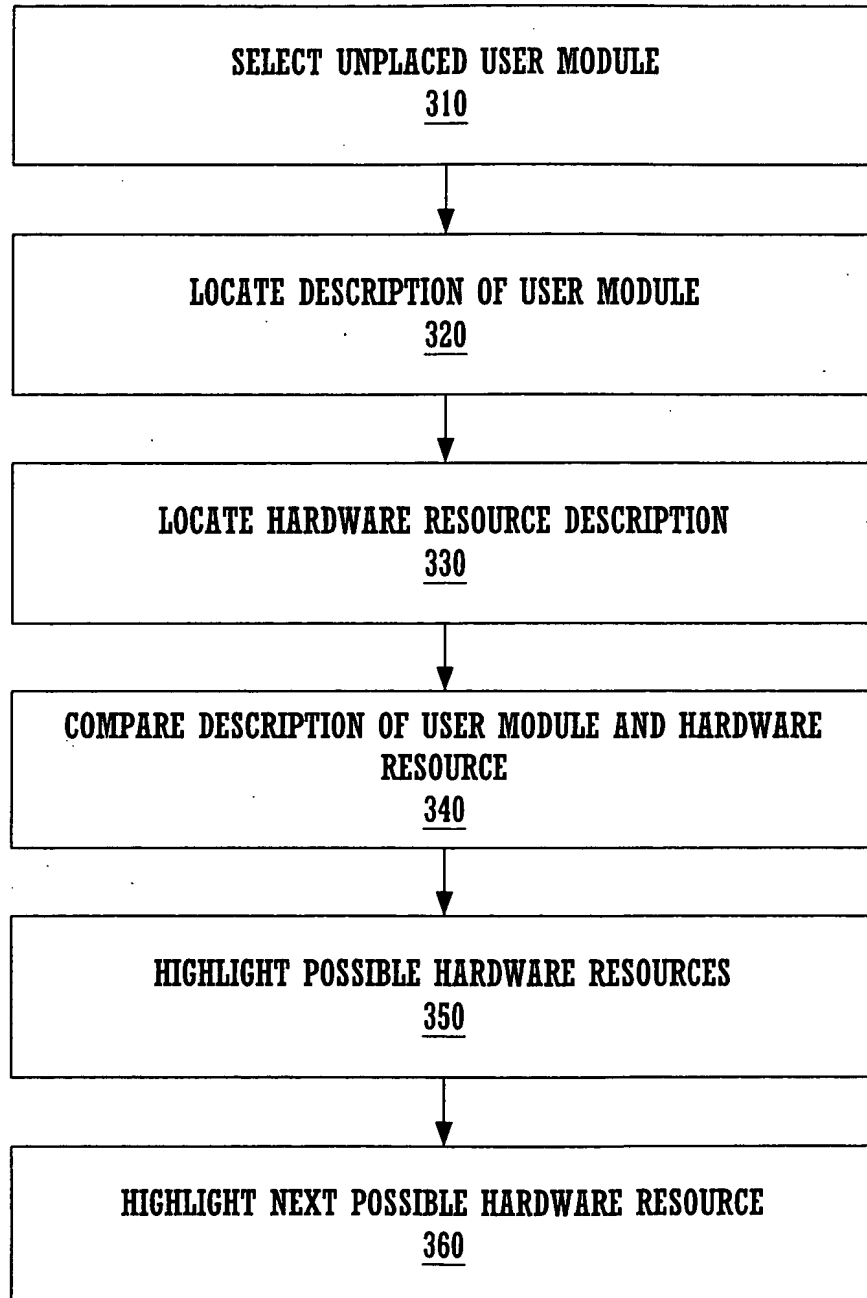 SELECT UNPLACED USER MODULE
310
LOCATE DESCRIPTION OF USER MODULE
320
LOCATE HARDWARE RESOURCE DESCRIPTION
330
COMPARE DESCRIPTION OF USER MODULE AND HARDWARE
RESOURCE
340
HIGHLIGHT POSSIBLE HARDWARE RESOURCES
350
HIGHLIGHT NEXT POSSIBLE HARDWARE RESOURCE
360